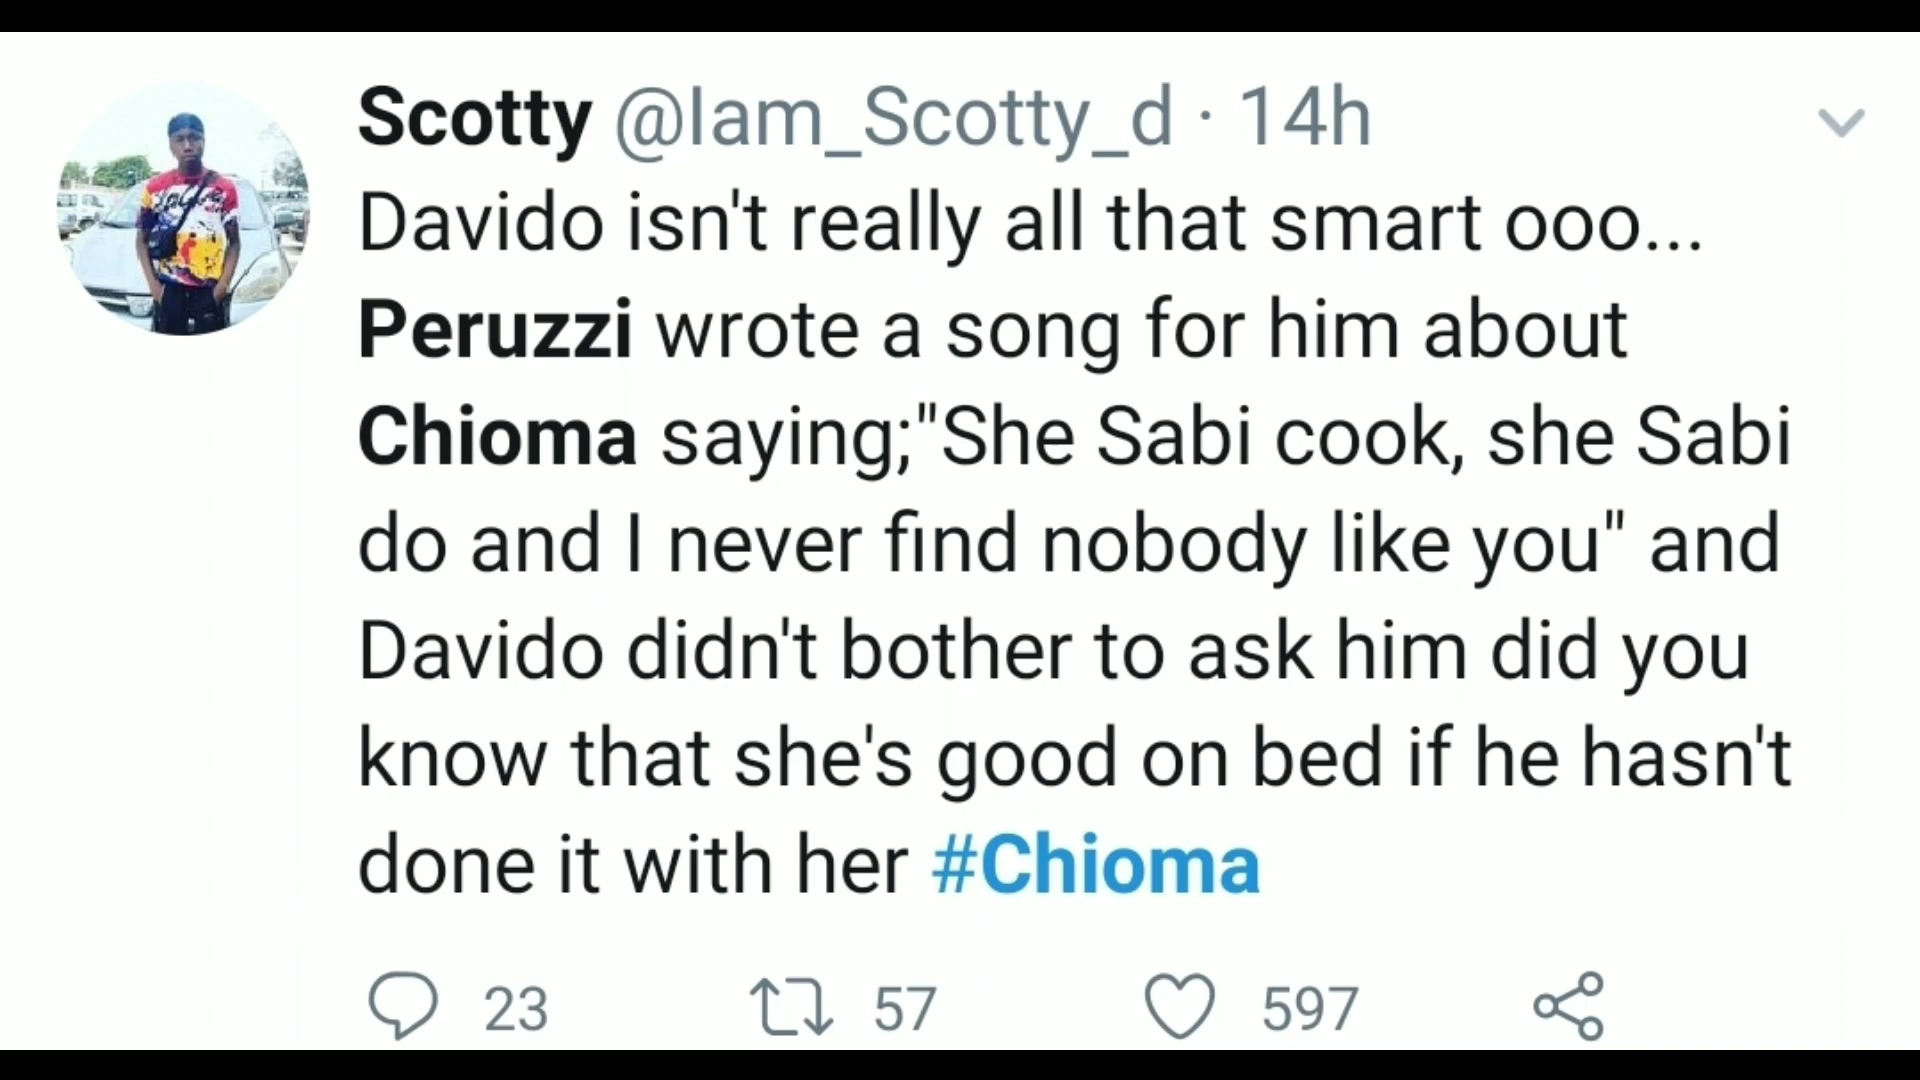 Scotty @Iam_Scotty_d · 14h
Davido isn't really all that smart ooo...
Peruzzi wrote a song for him about
Chioma saying;"She Sabi cook, she Sabi
do and I never find nobody like you" and
Davido didn't bother to ask him did you
know that she's good on bed if he hasn't
done it with her #Chioma
23 57 597